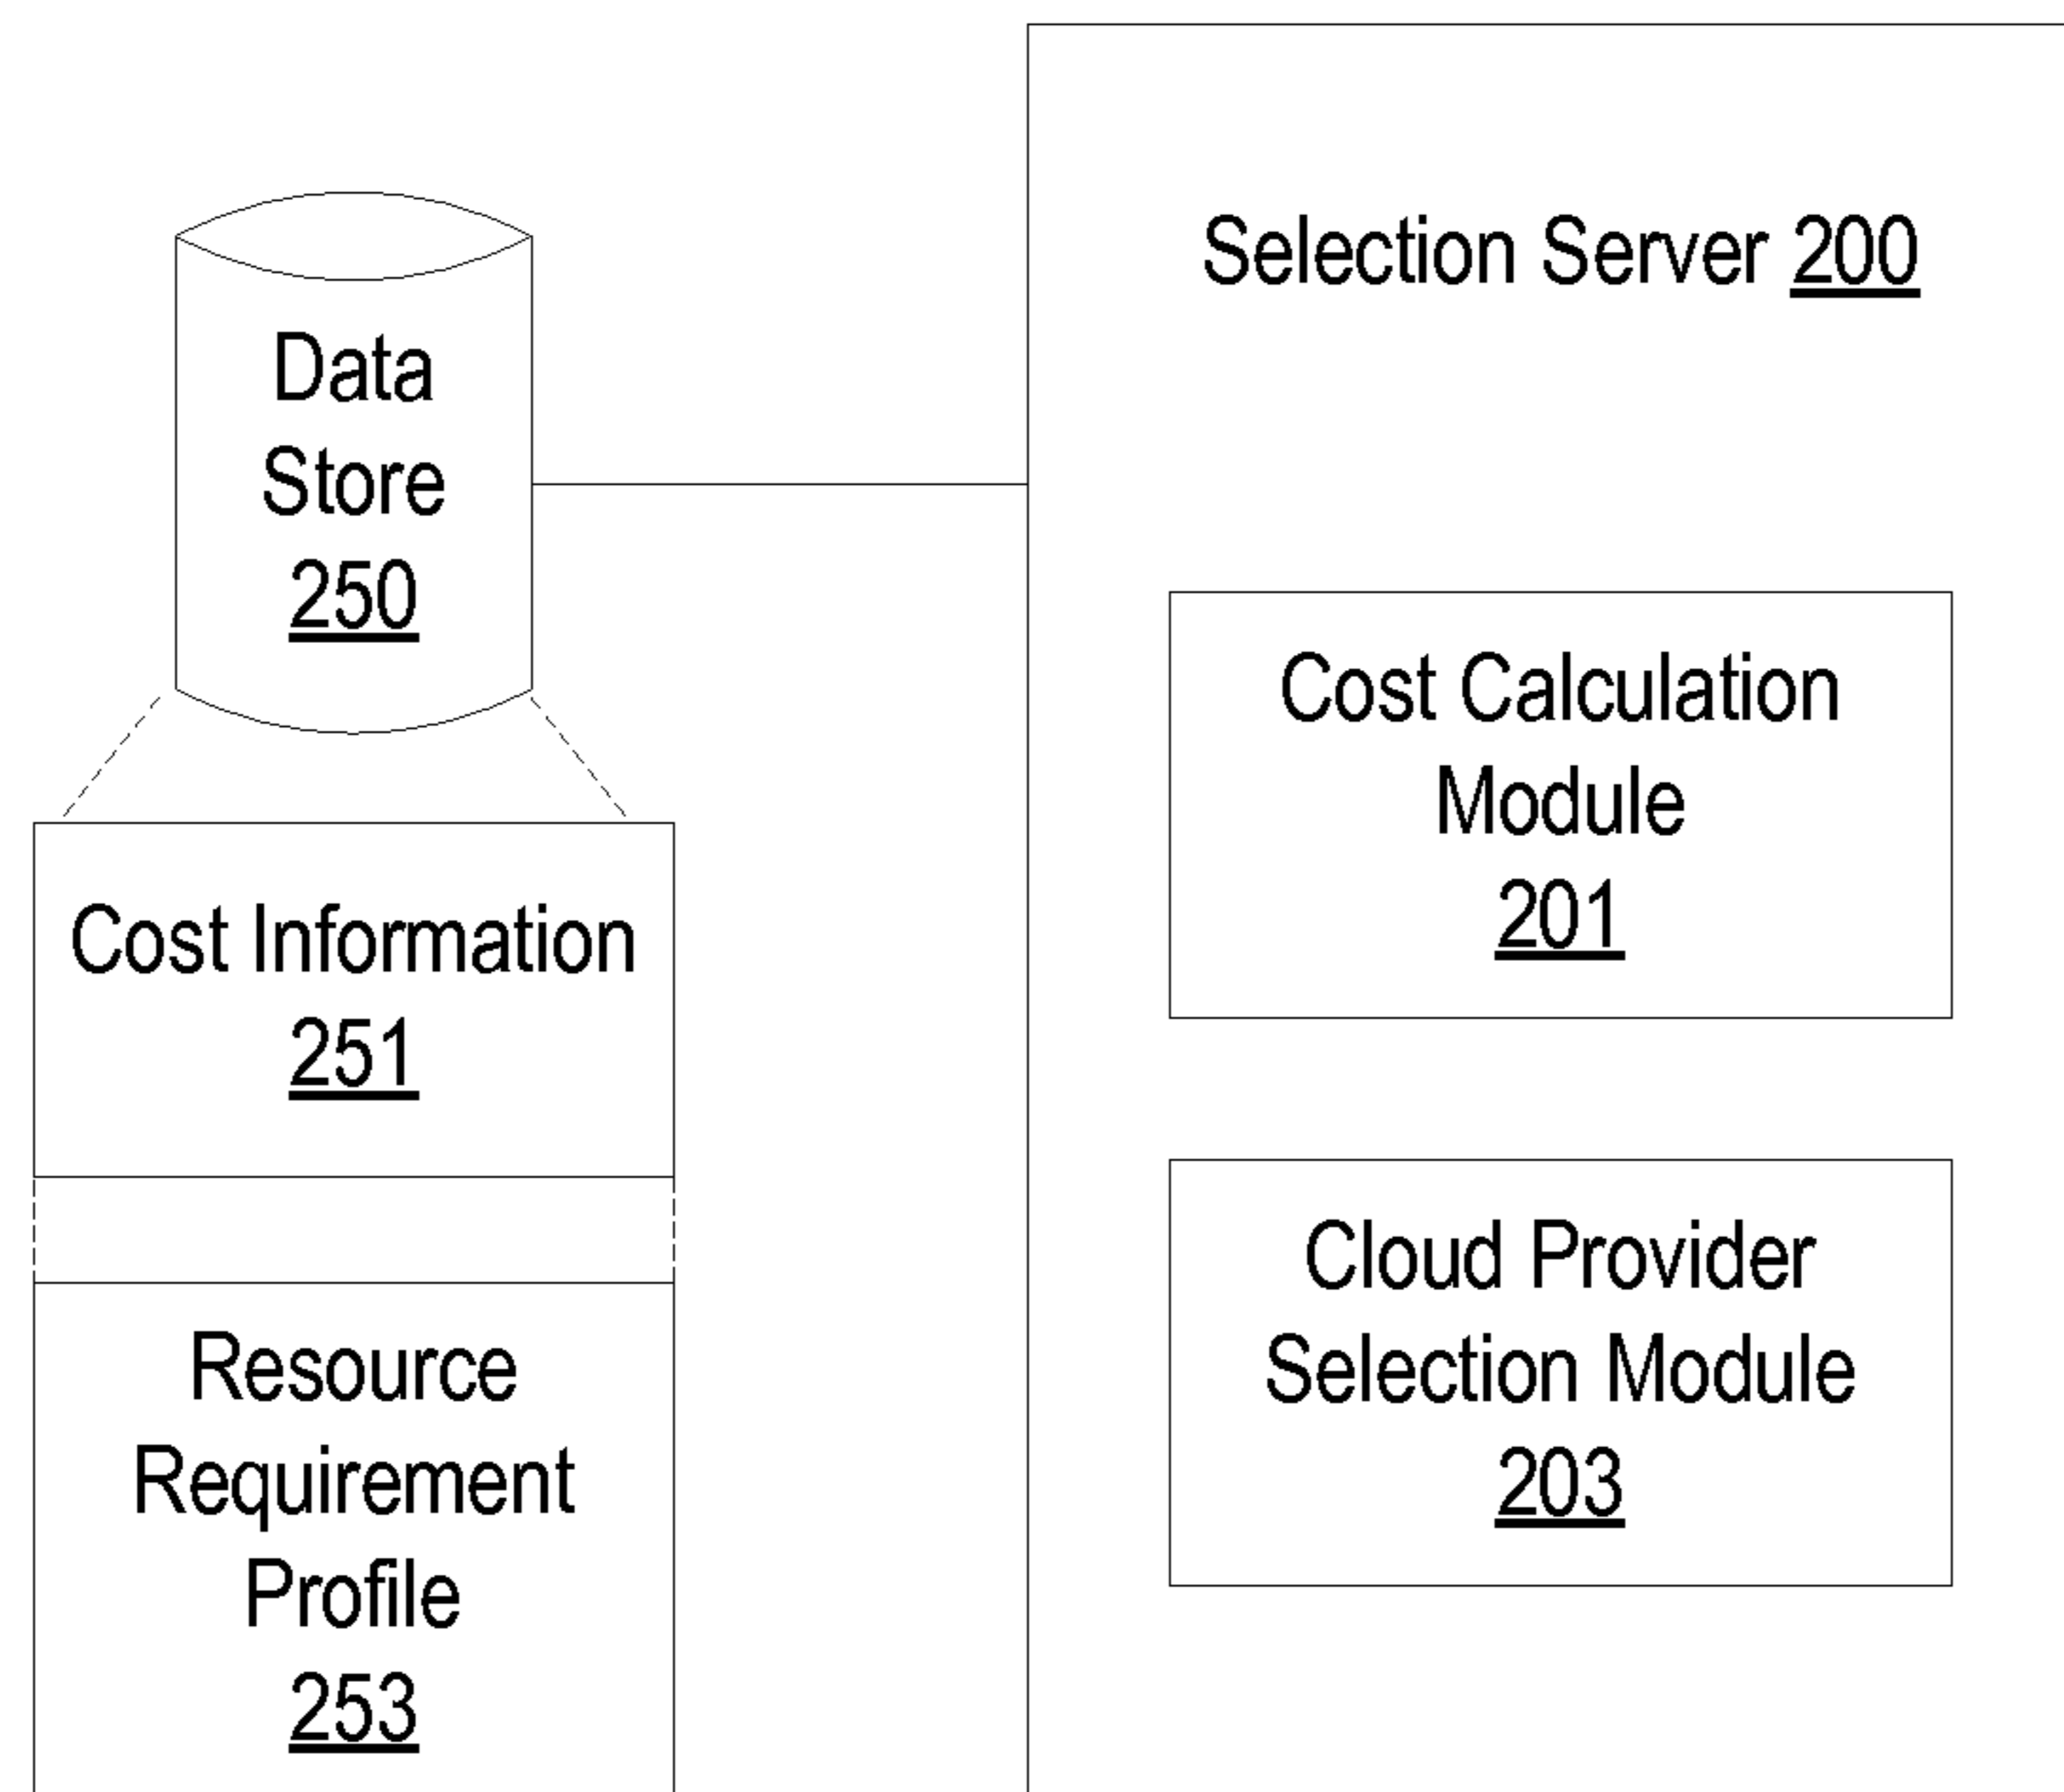 Data
Store
250
Cost Information
251
Resource
Requirement
Profile
253
Selection Server 200
Cost Calculation
Module
201
Cloud Provider
Selection Module
203